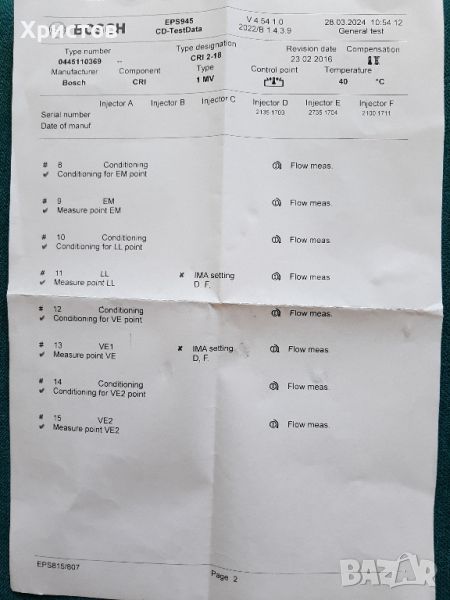 Христов
BOSCH
EPS945
CD-TestData
V 4 54 1.0
2022/B 1.4.3.9
28.03.2024 10:54 12
General test
Type number
0445110369 --
Type designation
CRI 2-18
Revision date
23 02 2016
Compensation
Manufacturer
Bosch
Component
CRI
Type
1 MV
Control point
Temperature
40 °C
Injector A Injector B Injector C Injector D Injector E Injector F
Serial number 2135 1703 2735 1704 2100 1711
Date of manuf
# 8 Conditioning Flow meas.
✔ Conditioning for EM point
# 9 EM Flow meas.
✔ Measure point EM
# 10 Conditioning Flow meas.
✔ Conditioning for LL point
# 11 LL ✘ IMA setting Flow meas
✔ Measure point LL D, F,
# 12 Conditioning Flow meas.
✔ Conditioning for VE point
# 13 VE1 ✘ IMA setting Flow meas.
✔ Measure point VE D, F,
# 14 Conditioning Flow meas.
✔ Conditioning for VE2 point
# 15 VE2 Flow meas.
✔ Measure point VE2
EPS815/807
Page 2
BAZAR